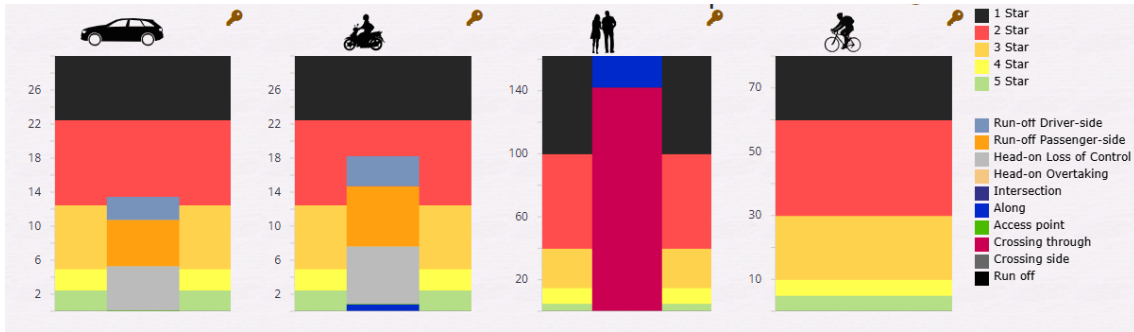 26
22
18
14
10
6
2
26
22
18
14
10
6
2
140
100
60
20
70
50
30
10
1 Star
2 Star
3 Star
4 Star
5 Star
Run-off Driver-side
Run-off Passenger-side
Head-on Loss of Control
Head-on Overtaking
Intersection
Along
Access point
Crossing through
Crossing side
Run off